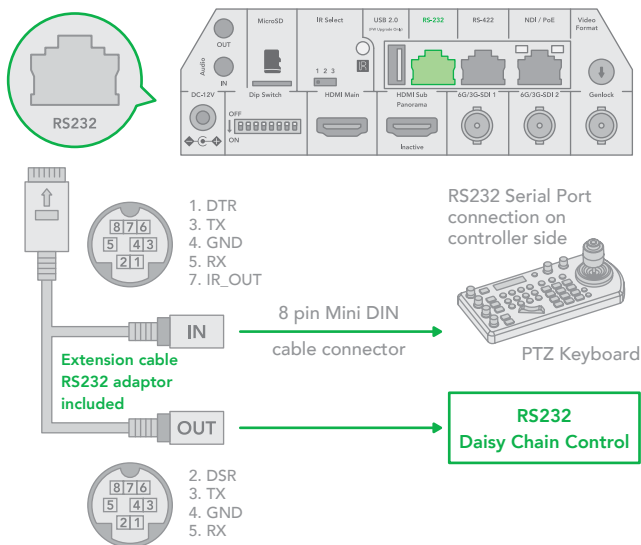 MicroSD
IR Select
USB 2.0
(FW Upgrade Only)
RS-232
RS-422
NDI / PoE
Video
Format
OUT
Audio
IN
1 2 3
IR
RS232
DC-12V
Dip Switch
HDMI Main
HDMI Sub
Panorama
6G/3G-SDI 1
6G/3G-SDI 2
Genlock
OFF
ON
Inactive
8 7 6
5 4 3
2 1
1. DTR
3. TX
4. GND
5. RX
7. IR_OUT
RS232 Serial Port
connection on
controller side
IN
8 pin Mini DIN
cable connector
PTZ Keyboard
Extension cable
RS232 adaptor
included
OUT
RS232
Daisy Chain Control
8 7 6
5 4 3
2 1
2. DSR
3. TX
4. GND
5. RX